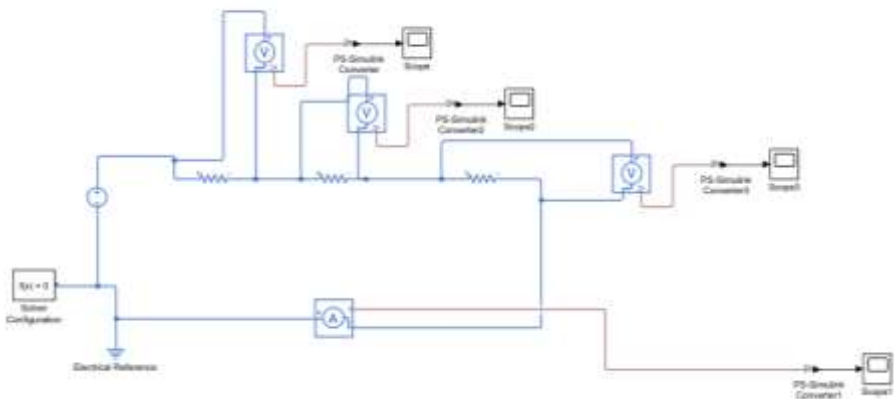 V
PS-Simulink
Converter
Scope
V
PS-Simulink
Converter2
Scope2
V
PS-Simulink
Converter3
Scope3
f(x) = 0
Solver
Configuration
A
Electrical Reference
PS-Simulink
Converter1
Scope1